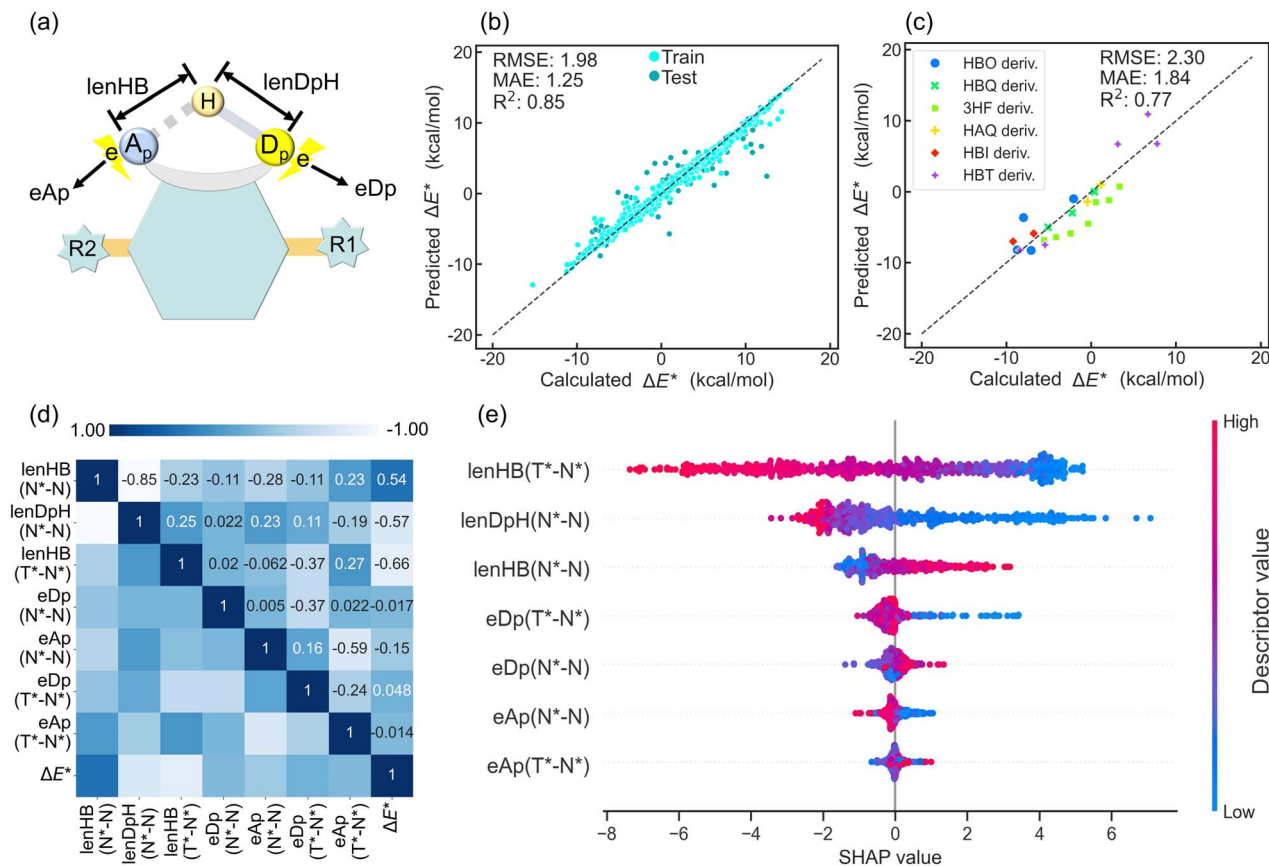 (a)
lenHB
lenDpH
H
Ap
Dp
e
e
eAp
eDp
R2
R1
(b)
RMSE: 1.98
MAE: 1.25
R2: 0.85
Train
Test
20
10
0
-10
-20
Predicted ΔE* (kcal/mol)
-20 -10 0 10 20
Calculated ΔE* (kcal/mol)
(c)
HBO deriv.
HBQ deriv.
3HF deriv.
HAQ deriv.
HBI deriv.
HBT deriv.
RMSE: 2.30
MAE: 1.84
R2: 0.77
20
10
0
-10
-20
Predicted ΔE* (kcal/mol)
-20 -10 0 10 20
Calculated ΔE* (kcal/mol)
(d)
1.00 -1.00
lenHB
(N*-N)
1 -0.85 -0.23 -0.11 -0.28 -0.11 0.23 0.54
lenDpH
(N*-N)
1 0.25 0.022 0.23 0.11 -0.19 -0.57
lenHB
(T*-N*)
1 0.02 -0.062 -0.37 0.27 -0.66
eDp
(N*-N)
1 0.005 -0.37 0.022 -0.017
eAp
(N*-N)
1 0.16 -0.59 -0.15
eDp
(T*-N*)
1 -0.24 0.048
eAp
(T*-N*)
1 -0.014
ΔE*
1
lenHB
(N*-N)
lenDpH
(N*-N)
lenHB
(T*-N*)
eDp
(N*-N)
eAp
(N*-N)
eDp
(T*-N*)
eAp
(T*-N*)
ΔE*
(e)
lenHB(T*-N*)
lenDpH(N*-N)
lenHB(N*-N)
eDp(T*-N*)
eDp(N*-N)
eAp(N*-N)
eAp(T*-N*)
-8 -6 -4 -2 0 2 4 6
SHAP value
High
Descriptor value
Low